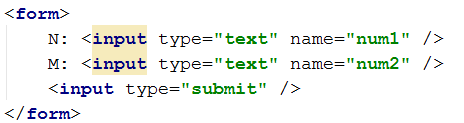 <form>
N: <input type="text" name="num1" />
M: <input type="text" name="num2" />
<input type="submit" />
</form>